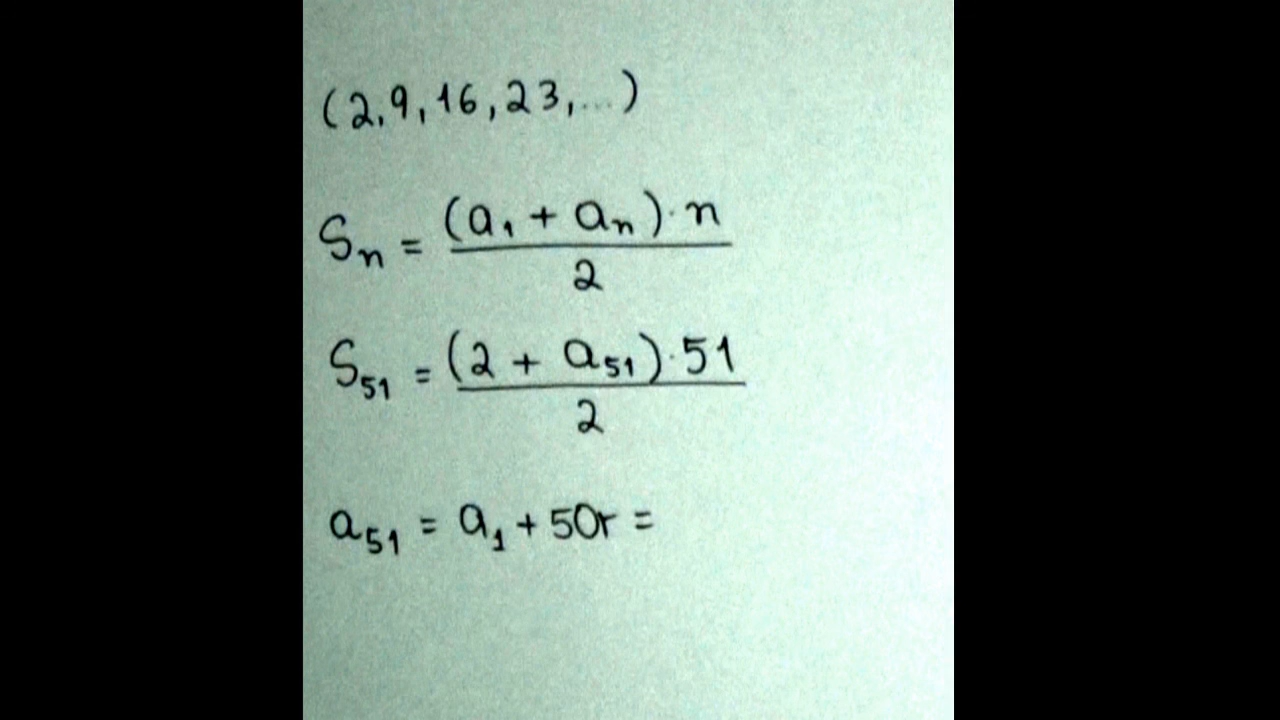 (2, 9, 16, 23, ...)
Sₙ = (a₁ + aₙ) · n / 2
S₅₁ = (2 + a₅₁) · 51 / 2
a₅₁ = a₁ + 50r =